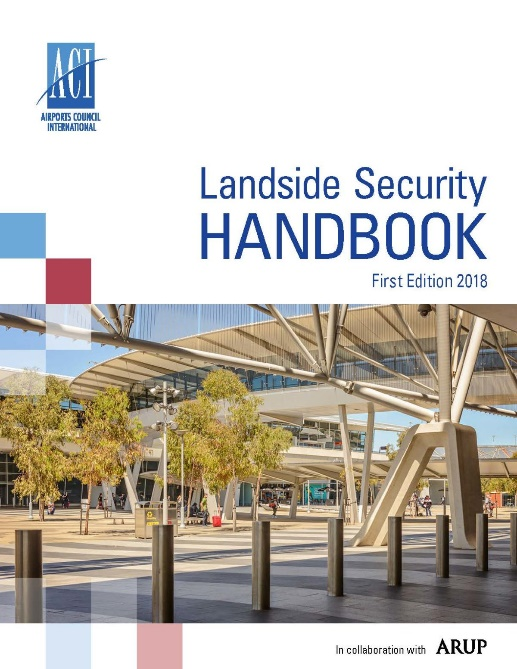 ACI
AIRPORTS COUNCIL
INTERNATIONAL
Landside Security
HANDBOOK
First Edition 2018
In collaboration with ARUP